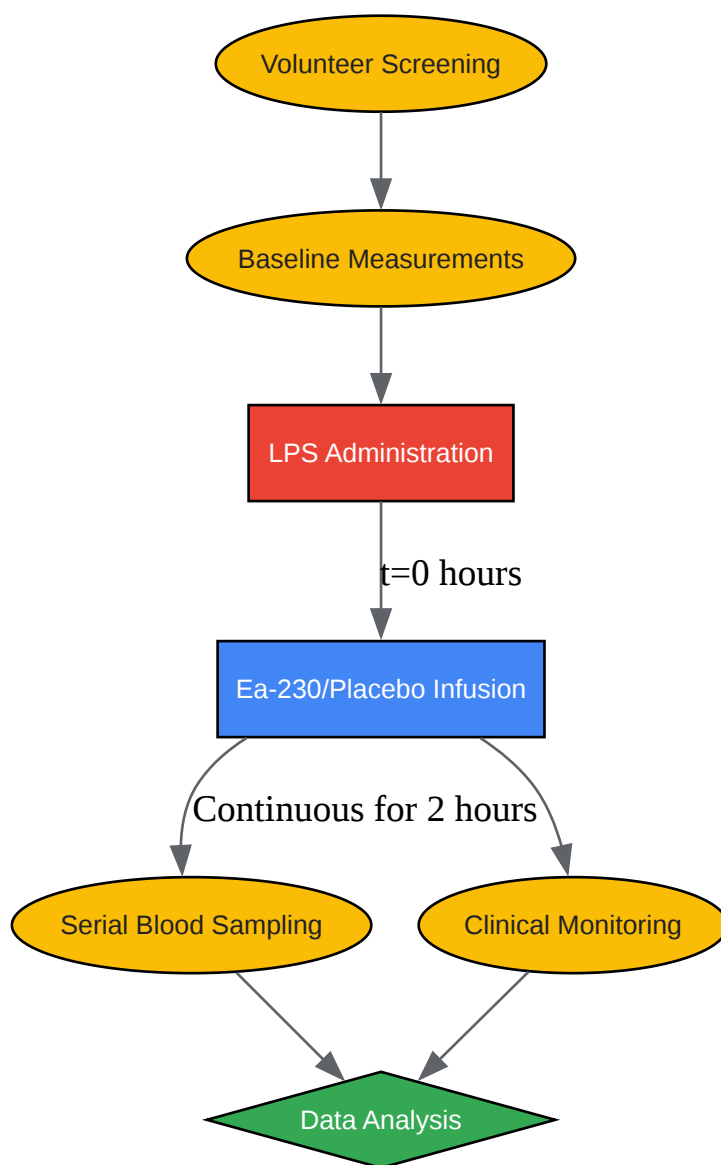 Volunteer Screening
Baseline Measurements
LPS Administration
t=0 hours
Ea-230/Placebo Infusion
Continuous for 2 hours
Serial Blood Sampling
Clinical Monitoring
Data Analysis